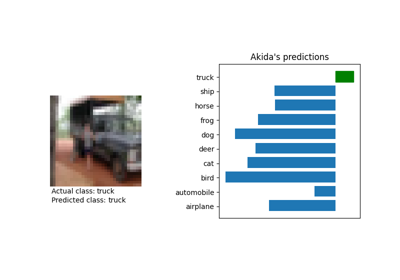 Akida's predictions
truck
ship
horse
frog
dog
deer
cat
bird
automobile
airplane
Actual class: truck
Predicted class: truck